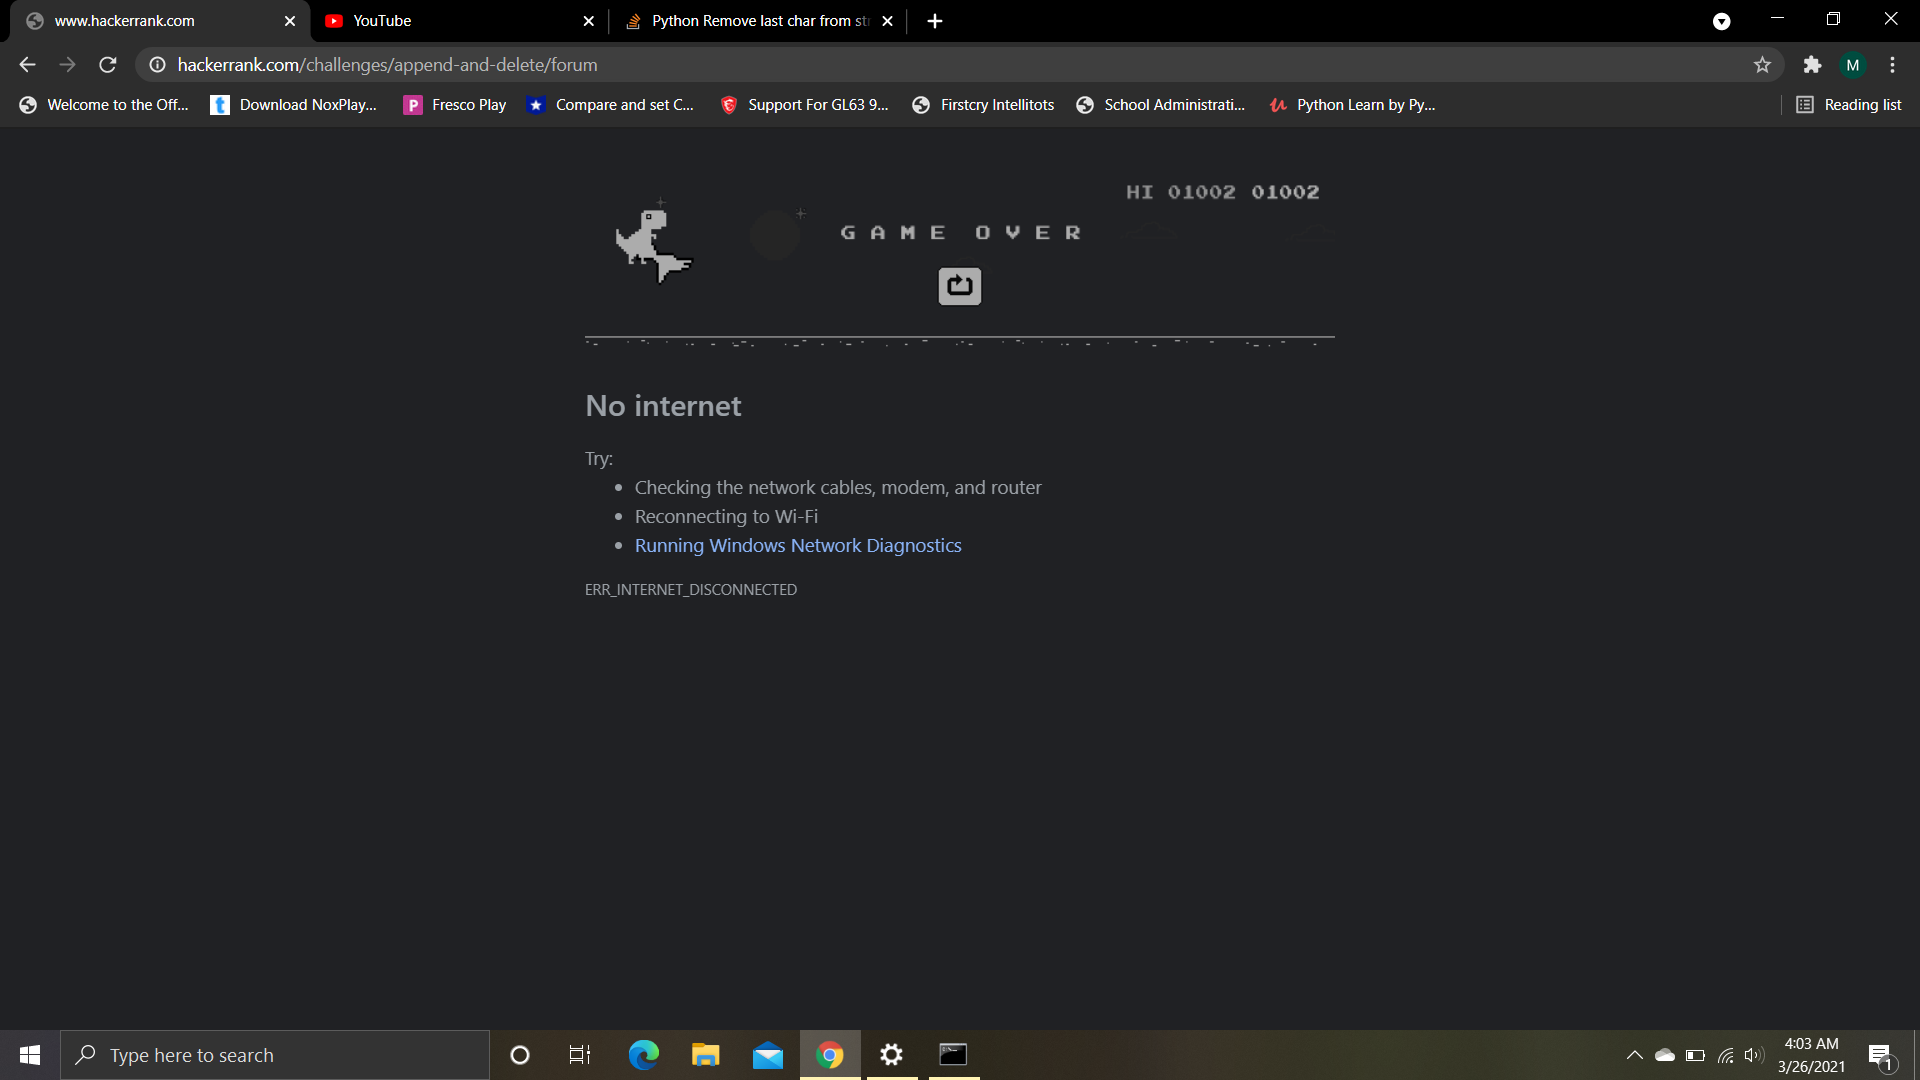 www.hackerrank.com
YouTube
Python Remove last char from str
hackerrank.com/challenges/append-and-delete/forum
M
Welcome to the Off...
Download NoxPlay...
Fresco Play
Compare and set C...
Support For GL63 9...
Firstcry Intellitots
School Administrati...
Python Learn by Py...
Reading list
HI 01002 01002
GAME OVER
No internet
Try:
Checking the network cables, modem, and router
Reconnecting to Wi-Fi
Running Windows Network Diagnostics
ERR_INTERNET_DISCONNECTED
Type here to search
4:03 AM
3/26/2021
1